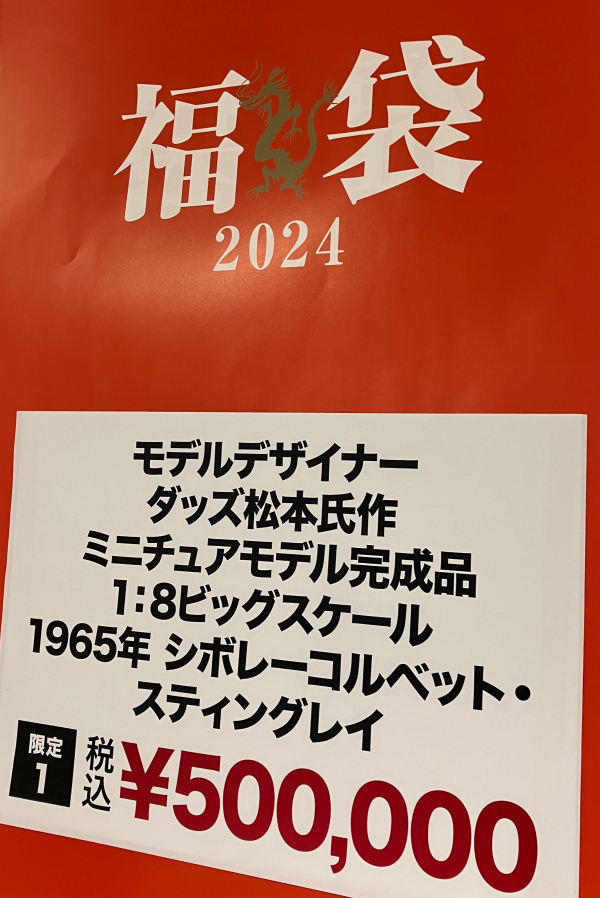 福袋
2024
モデルデザイナー
ダッズ松本氏作
ミニチュアモデル完成品
1:8ビッグスケール
1965年 シボレーコルベット・
スティングレイ
限定
1
税込
¥500,000